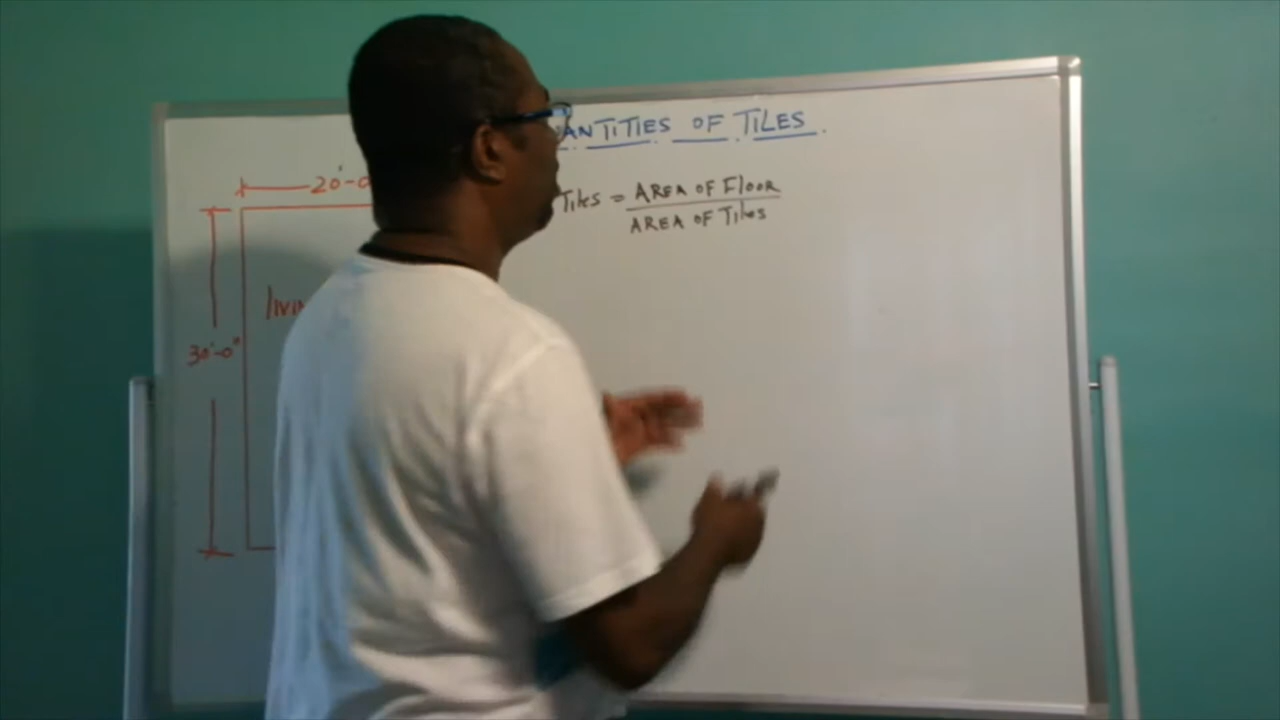 ANTITIES OF TILES.
20'-0
Tiles = AREA OF FLOOR
AREA OF Tiles
LIVIN
30'-0"